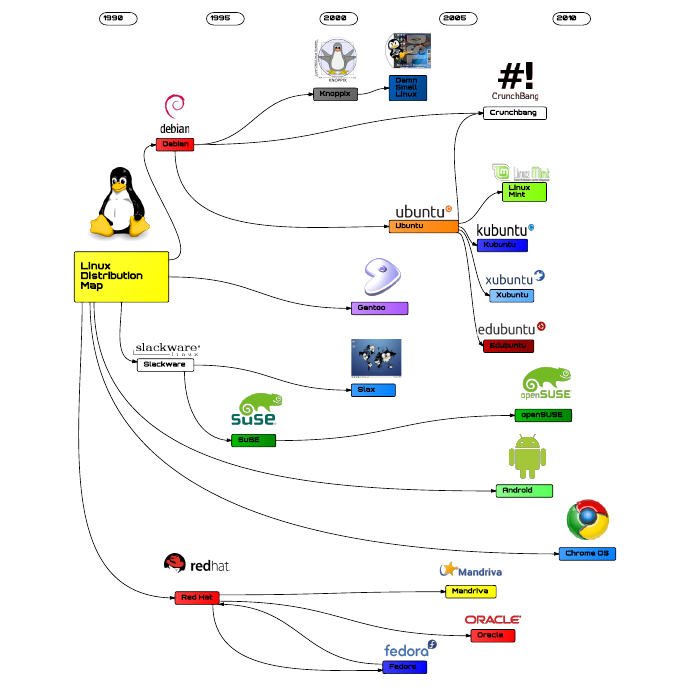 1990
1995
2000
2005
2010
KNOPPIX
Knoppix
Damn
Small
Linux
#!
CrunchBang
Crunchbang
debian
Debian
Linux Mint
Linux
Mint
ubuntu
Ubuntu
kubuntu
Kubuntu
Linux
Distribution
Map
xubuntu
Xubuntu
Gentoo
edubuntu
Edubuntu
slackware
linux
Slackware
Slax
SUSE
SuSE
openSUSE
openSUSE
Android
Chrome OS
redhat
Red Hat
Mandriva
Mandriva
ORACLE
Oracle
fedora
Fedora